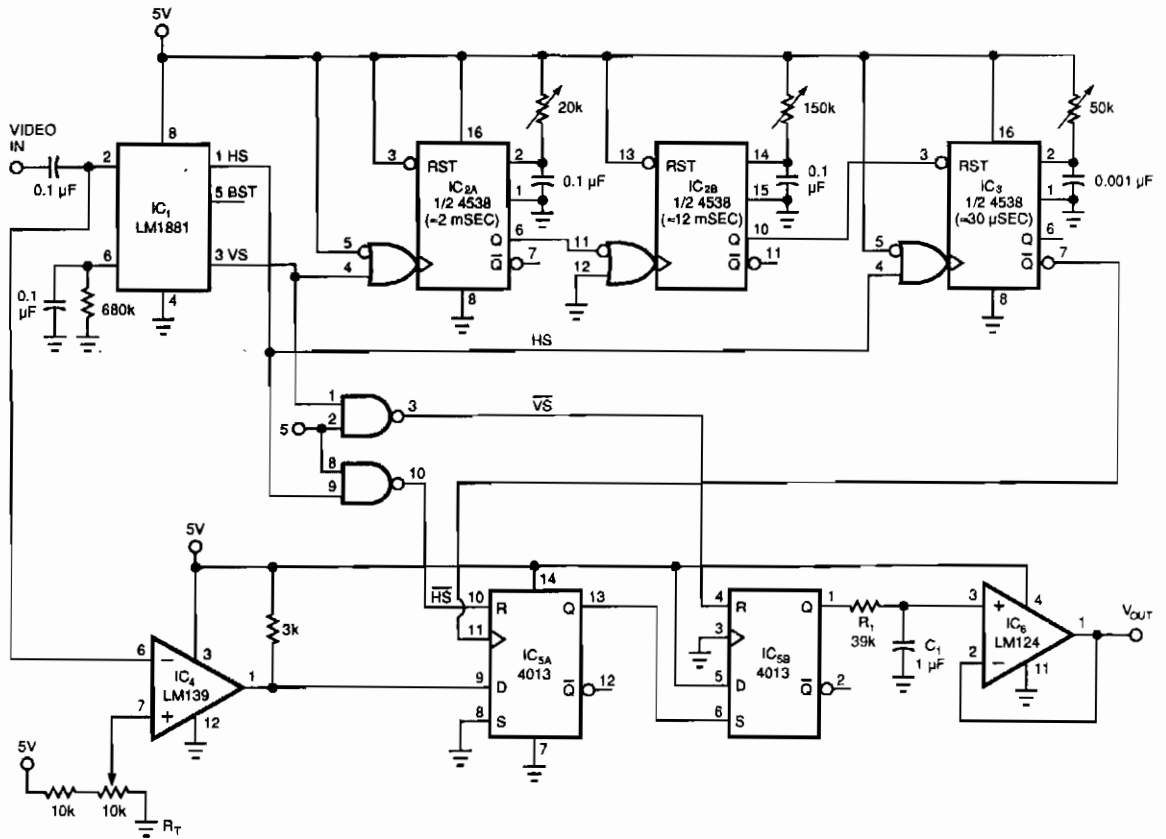 5V
VIDEO IN
0.1 µF
2
8
1 HS
5 BST
IC1
LM1881
6
3 VS
4
0.1 µF
680k
3
RST
16
IC2A
1/2 4538
(≈2 mSEC)
2
1
20k
0.1 µF
5
4
Q
6
Q̅
7
8
13
RST
IC2B
1/2 4538
(≈12 mSEC)
14
15
150k
0.1 µF
11
12
Q
10
Q̅
11
3
RST
16
IC3
1/2 4538
(≈30 µSEC)
2
1
50k
0.001 µF
5
4
Q
6
Q̅
7
8
HS
1
2
3
V̅S̅
5
8
9
10
5V
H̅S̅
3k
6
−
7
+
IC4
LM139
3
1
12
5V
10k
10k
RT
14
10
R
Q
13
11
IC5A
4013
9
D
Q̅
12
8
S
7
4
R
Q
1
3
IC5B
4013
5
D
Q̅
2
6
S
R1
39k
C1
1 µF
3
+
4
IC6
LM124
2
−
11
1
VOUT